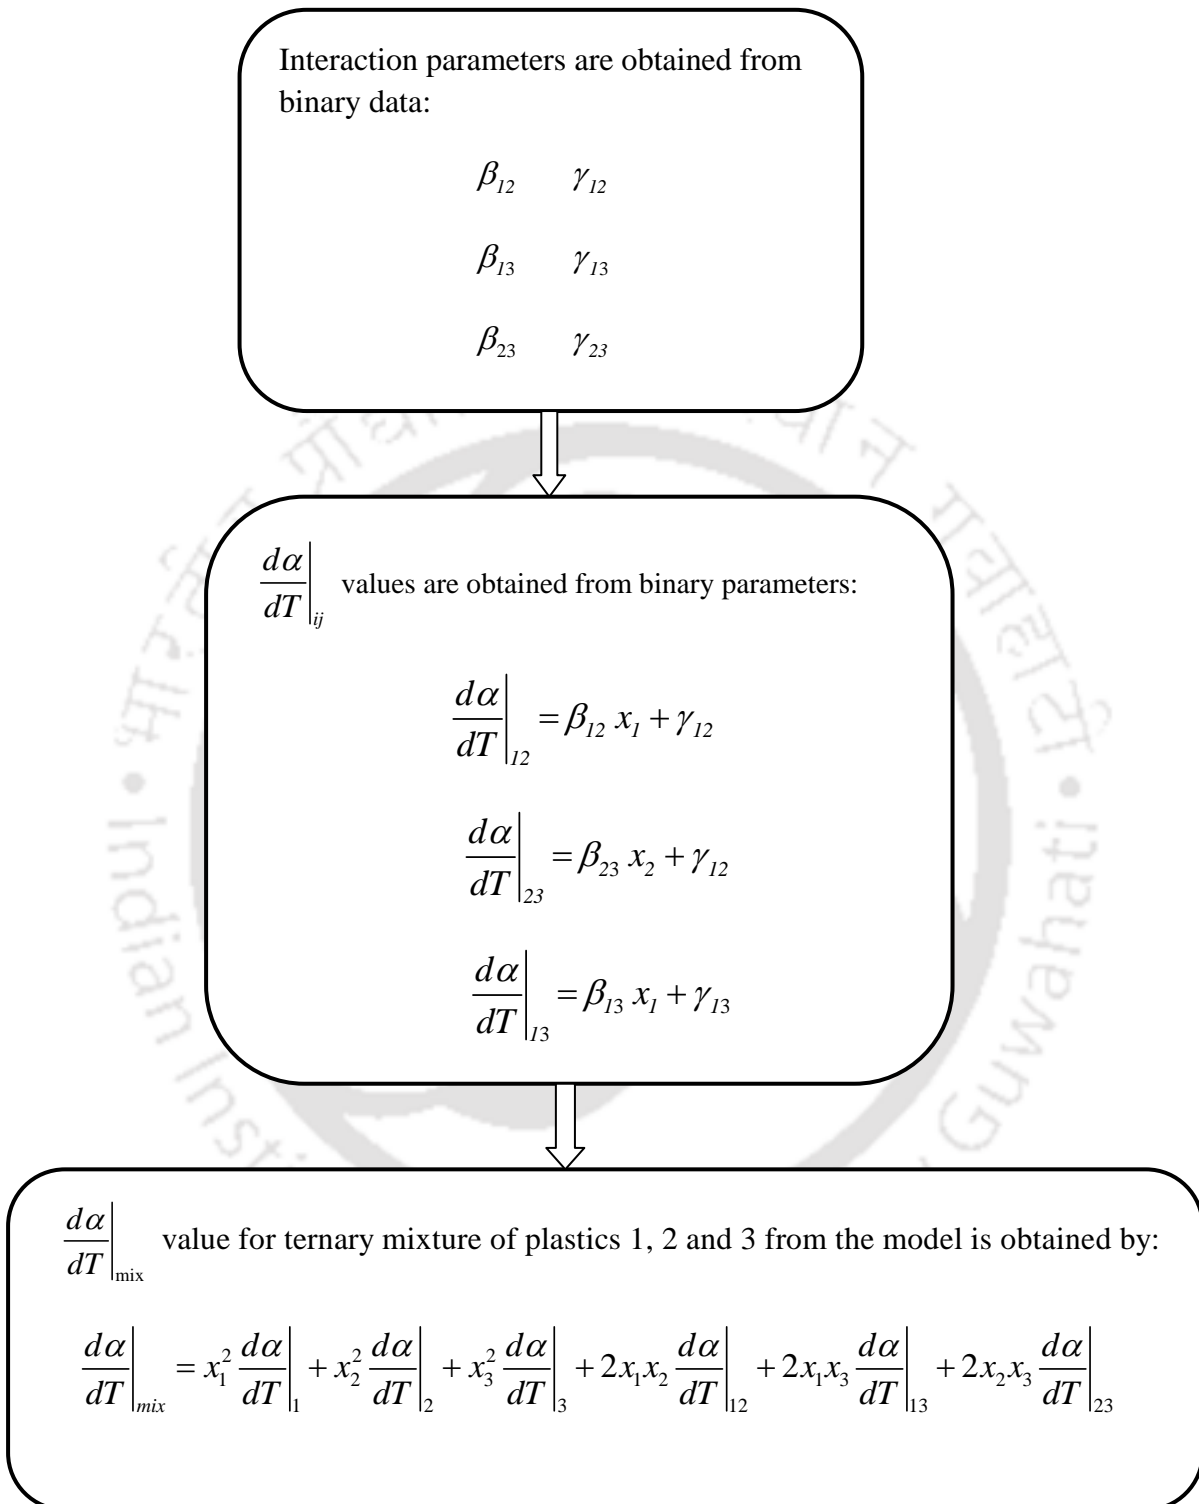 Interaction parameters are obtained from
binary data:
β₁₂ γ₁₂
β₁₃ γ₁₃
β₂₃ γ₂₃
dα/dT|ij values are obtained from binary parameters:
dα/dT|₁₂ = β₁₂ x₁ + γ₁₂
dα/dT|₂₃ = β₂₃ x₂ + γ₁₂
dα/dT|₁₃ = β₁₃ x₁ + γ₁₃
dα/dT|mix value for ternary mixture of plastics 1, 2 and 3 from the model is obtained by:
dα/dT|mix = x₁² dα/dT|₁ + x₂² dα/dT|₂ + x₃² dα/dT|₃ + 2x₁x₂ dα/dT|₁₂ + 2x₁x₃ dα/dT|₁₃ + 2x₂x₃ dα/dT|₂₃
Indian Insti
Guwahati